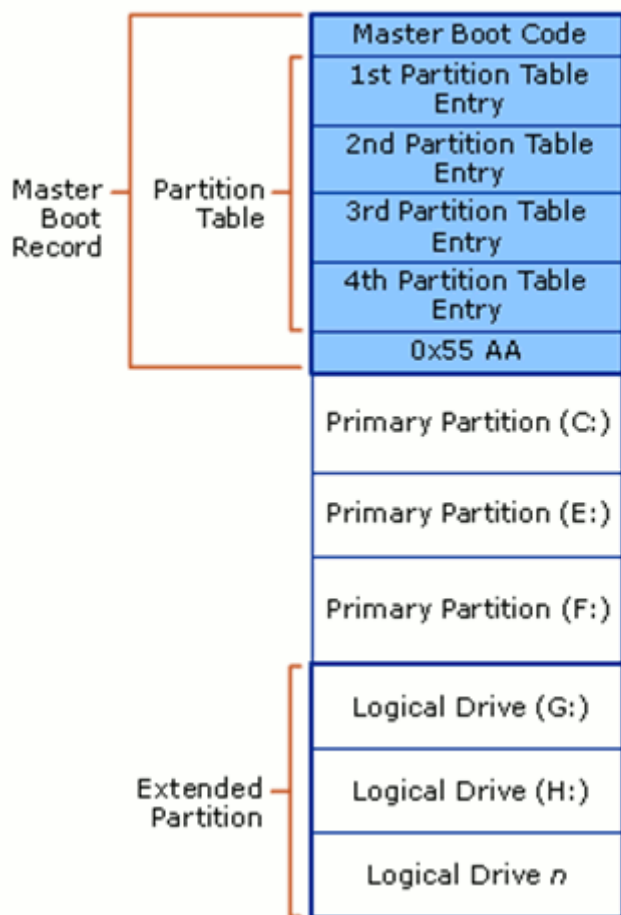 Master Boot Code
1st Partition Table
Entry
2nd Partition Table
Entry
3rd Partition Table
Entry
4th Partition Table
Entry
0x55 AA
Master
Boot
Record
Partition
Table
Primary Partition (C:)
Primary Partition (E:)
Primary Partition (F:)
Logical Drive (G:)
Logical Drive (H:)
Logical Drive n
Extended
Partition